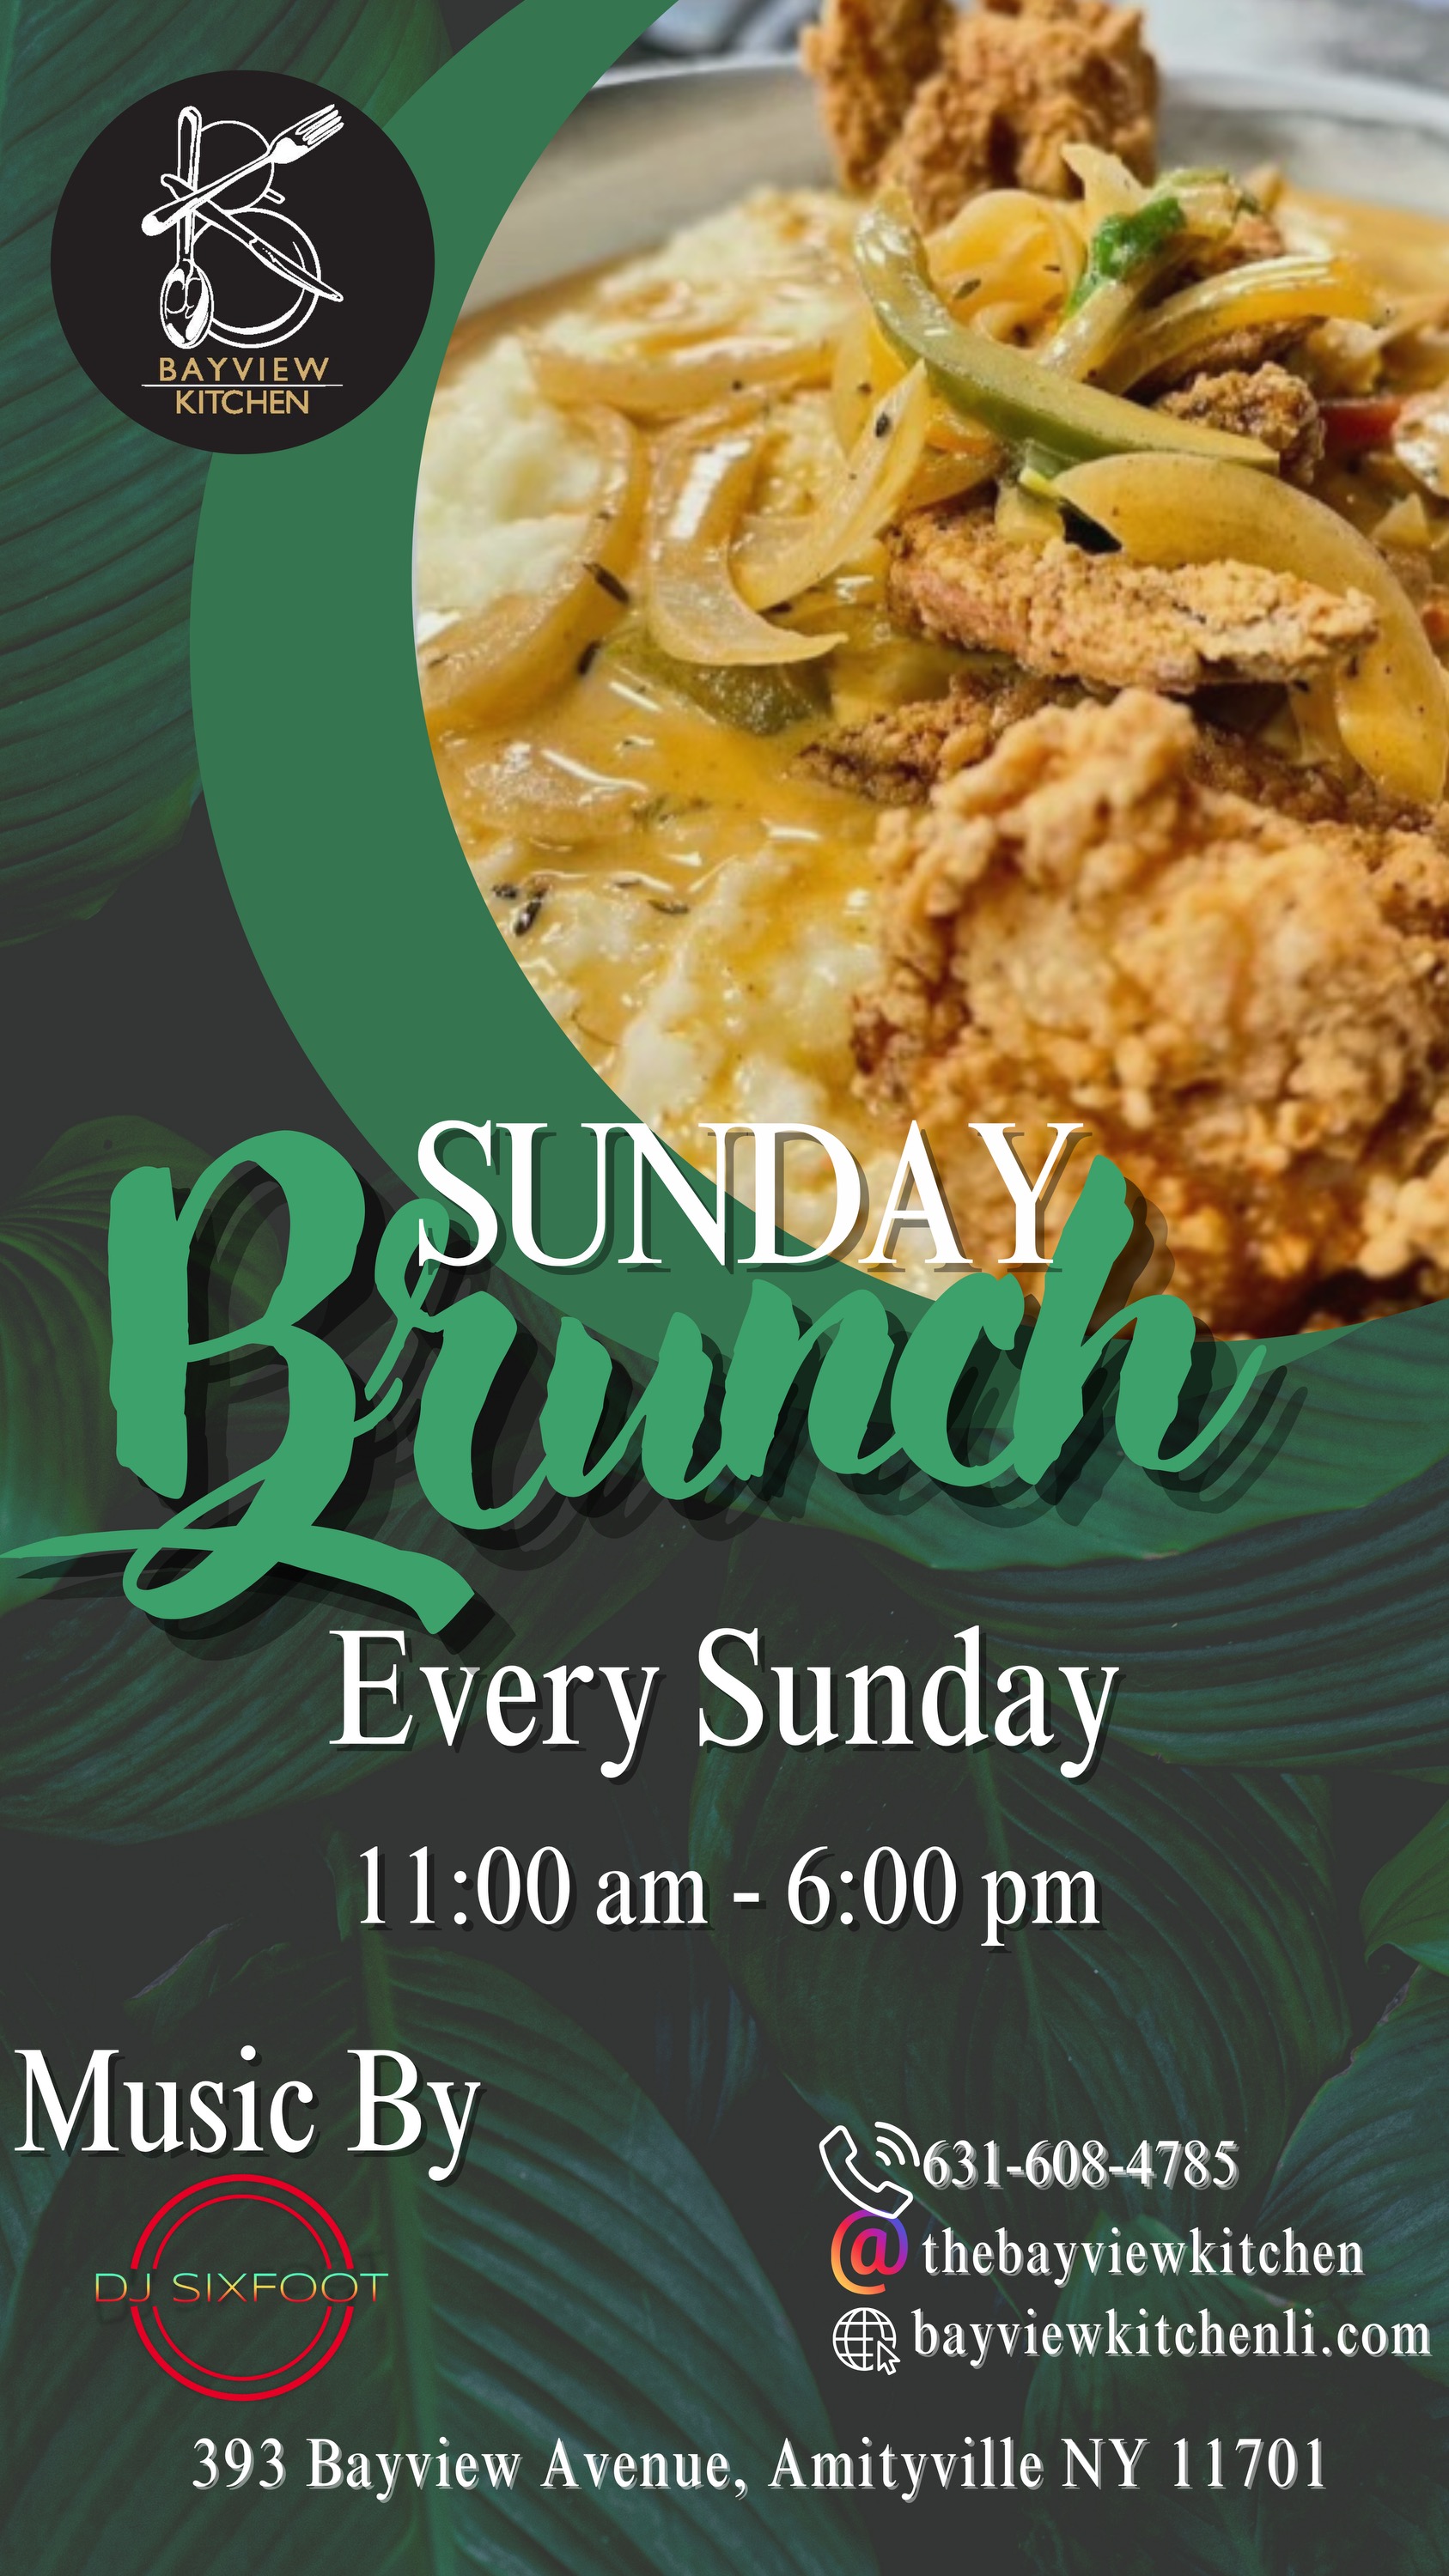 BAYVIEW
KITCHEN
SUNDAY
Brunch
Every Sunday
11:00 am - 6:00 pm
Music By
DJ SIXFOOT
631-608-4785
@ thebayviewkitchen
bayviewkitchenli.com
393 Bayview Avenue, Amityville NY 11701